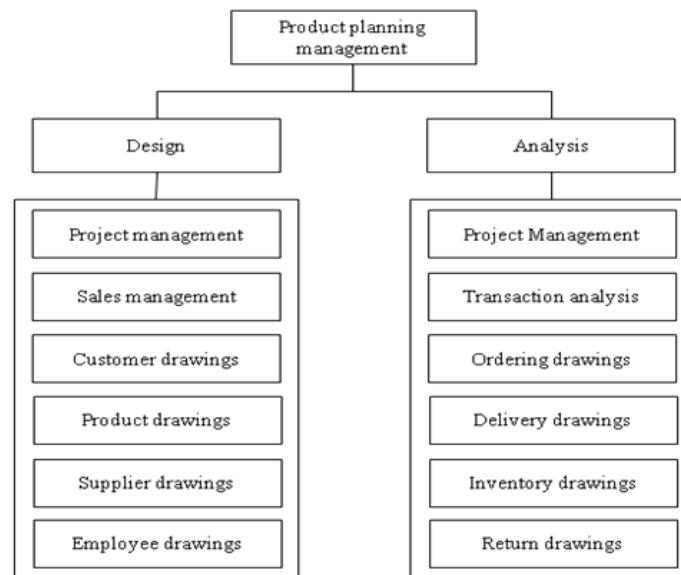 Product planning
management
Design
Analysis
Project management
Sales management
Customer drawings
Product drawings
Supplier drawings
Employee drawings
Project Management
Transaction analysis
Ordering drawings
Delivery drawings
Inventory drawings
Return drawings